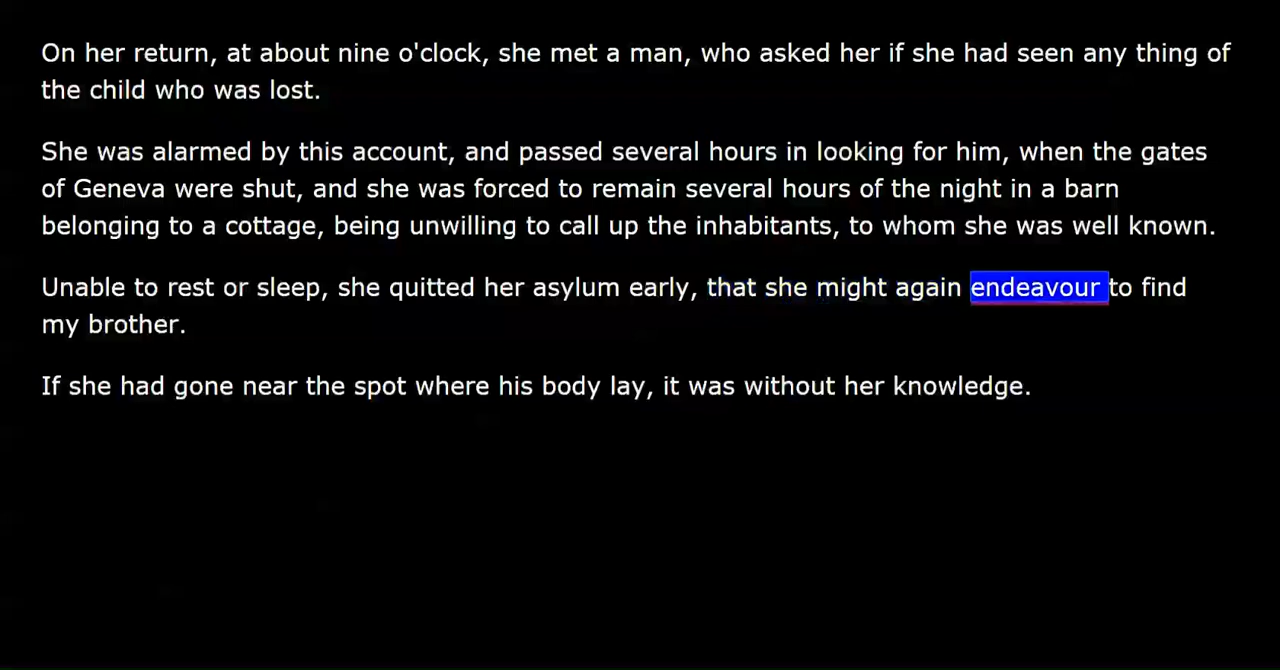 On her return, at about nine o'clock, she met a man, who asked her if she had seen any thing of
the child who was lost.
She was alarmed by this account, and passed several hours in looking for him, when the gates
of Geneva were shut, and she was forced to remain several hours of the night in a barn
belonging to a cottage, being unwilling to call up the inhabitants, to whom she was well known.
Unable to rest or sleep, she quitted her asylum early, that she might again endeavour to find
my brother.
If she had gone near the spot where his body lay, it was without her knowledge.